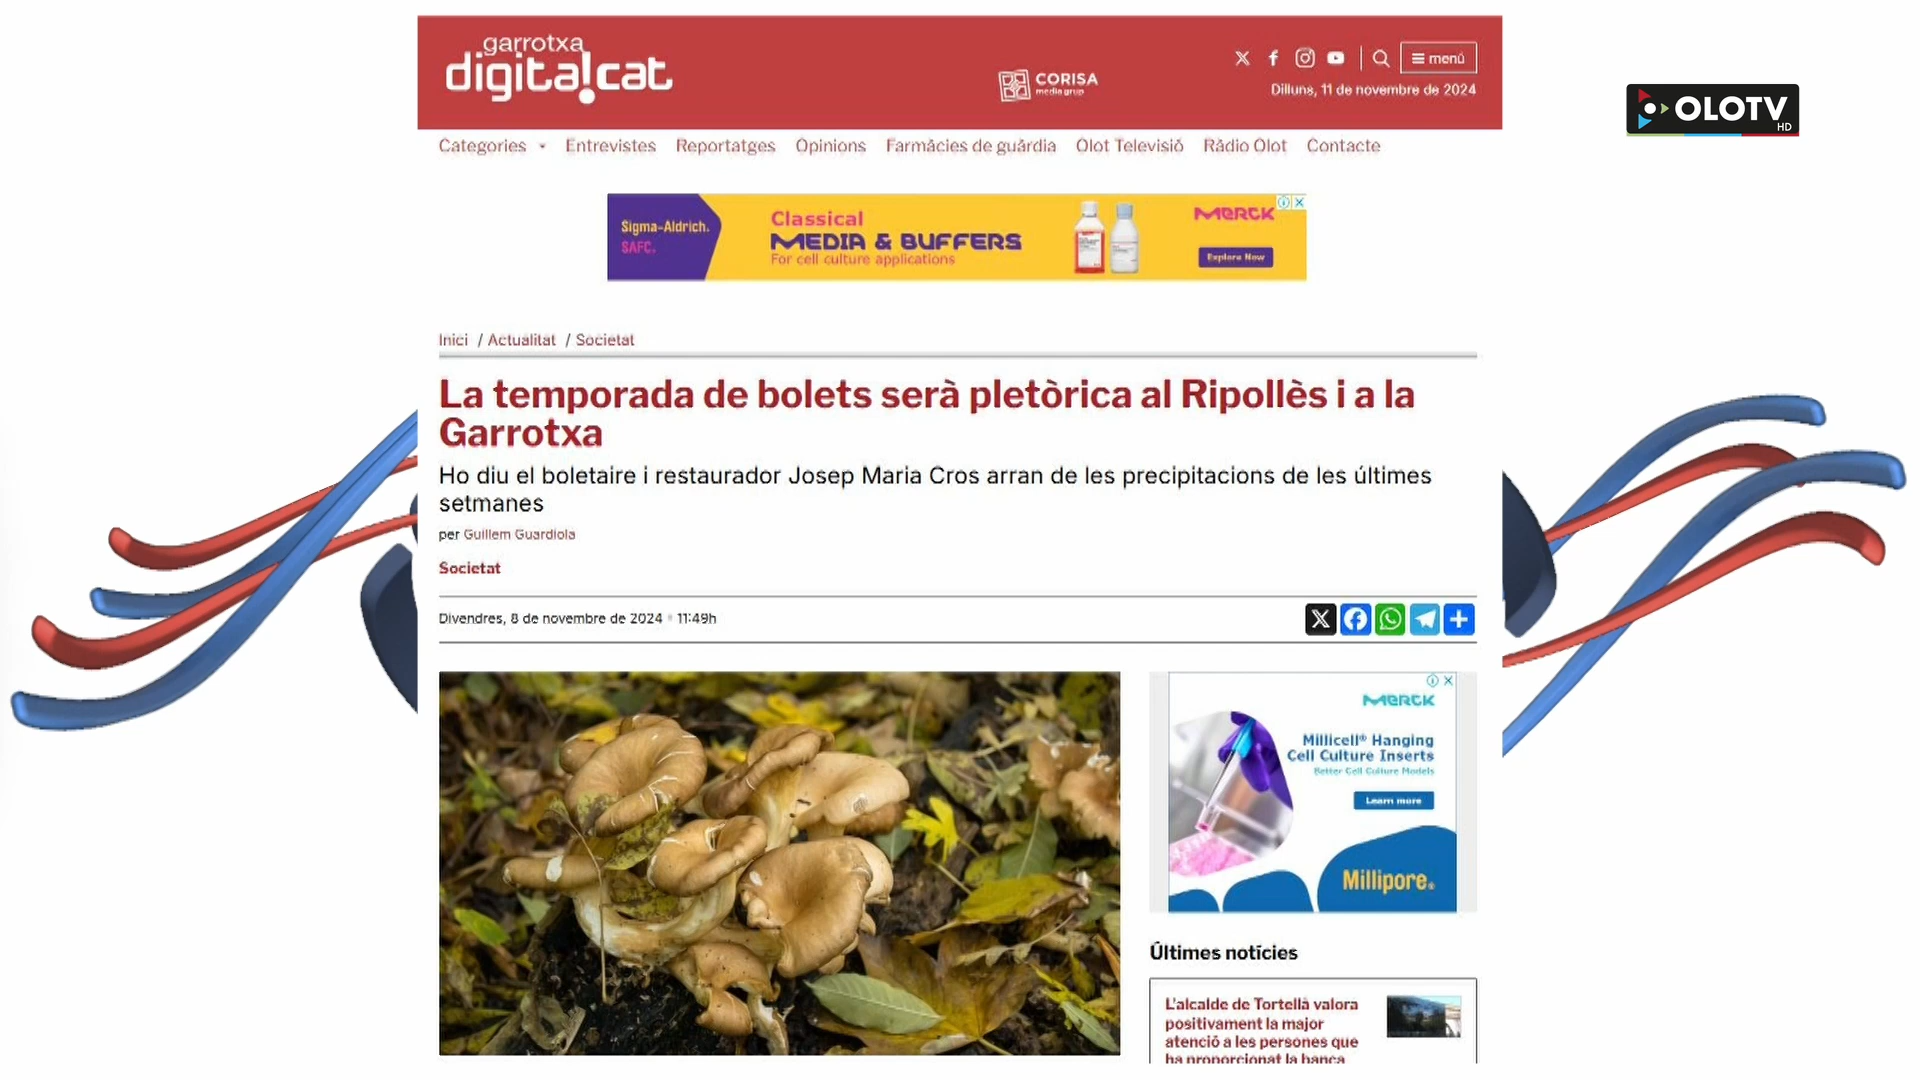 garrotxa
digital!cat
CORISA
media grup
menú
Dilluns, 11 de novembre de 2024
OLOTV
HD
Categories Entrevistes Reportatges Opinions Farmàcies de guàrdia Olot Televisió Ràdio Olot Contacte
Sigma-Aldrich.
SAFC.
Classical
MEDIA & BUFFERS
For cell culture applications
MERCK
Explore Now
Inici / Actualitat / Societat
La temporada de bolets serà pletòrica al Ripollès i a la
Garrotxa
Ho diu el boletaire i restaurador Josep Maria Cros arran de les precipitacions de les últimes
setmanes
per Guillem Guardiola
Societat
Divendres, 8 de novembre de 2024 11:49h
MERCK
Millicell® Hanging
Cell Culture Inserts
Better Cell Culture Models
Learn more
Millipore®
Últimes notícies
L'alcalde de Tortellà valora
positivament la major
atenció a les persones que
ha proporcionat la banca